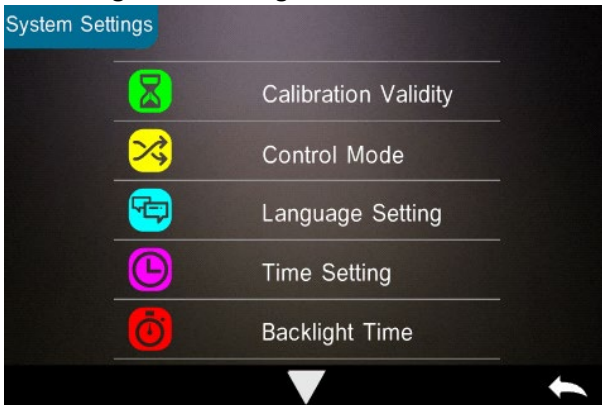 System Settings
Calibration Validity
Control Mode
Language Setting
Time Setting
Backlight Time